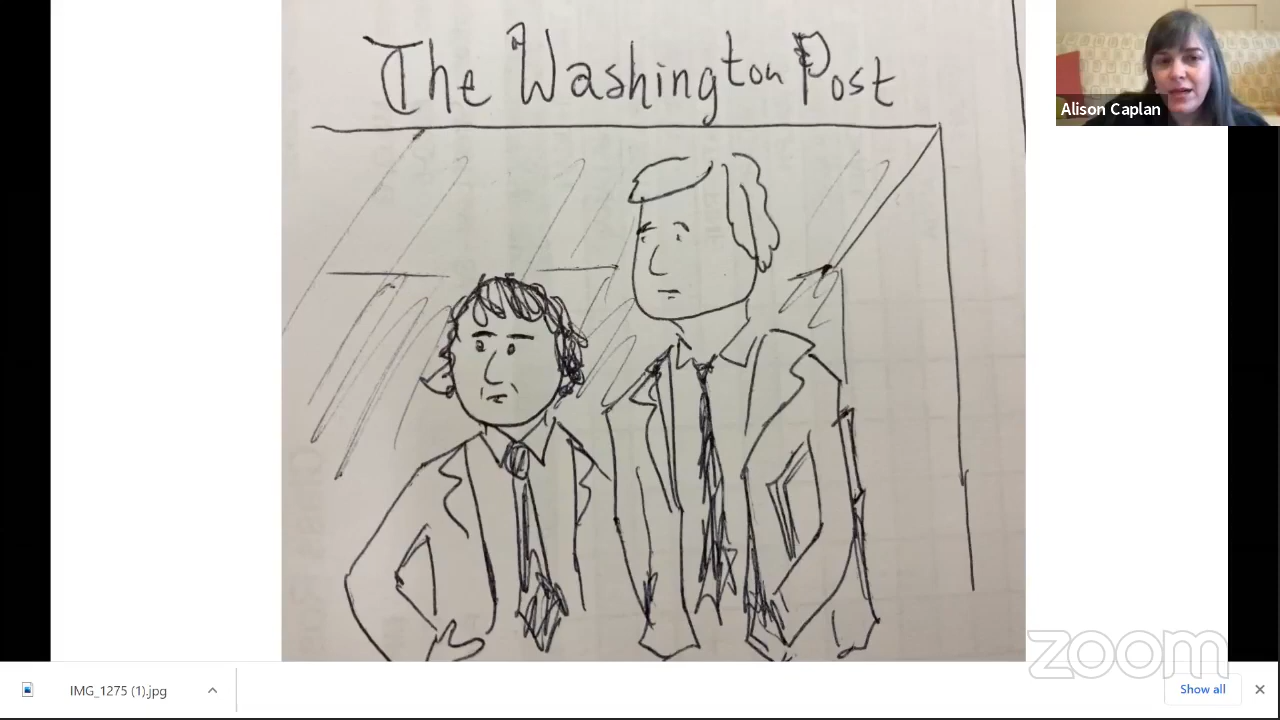 The Washington Post
Alison Caplan
zoom
IMG_1275 (1).jpg
Show all